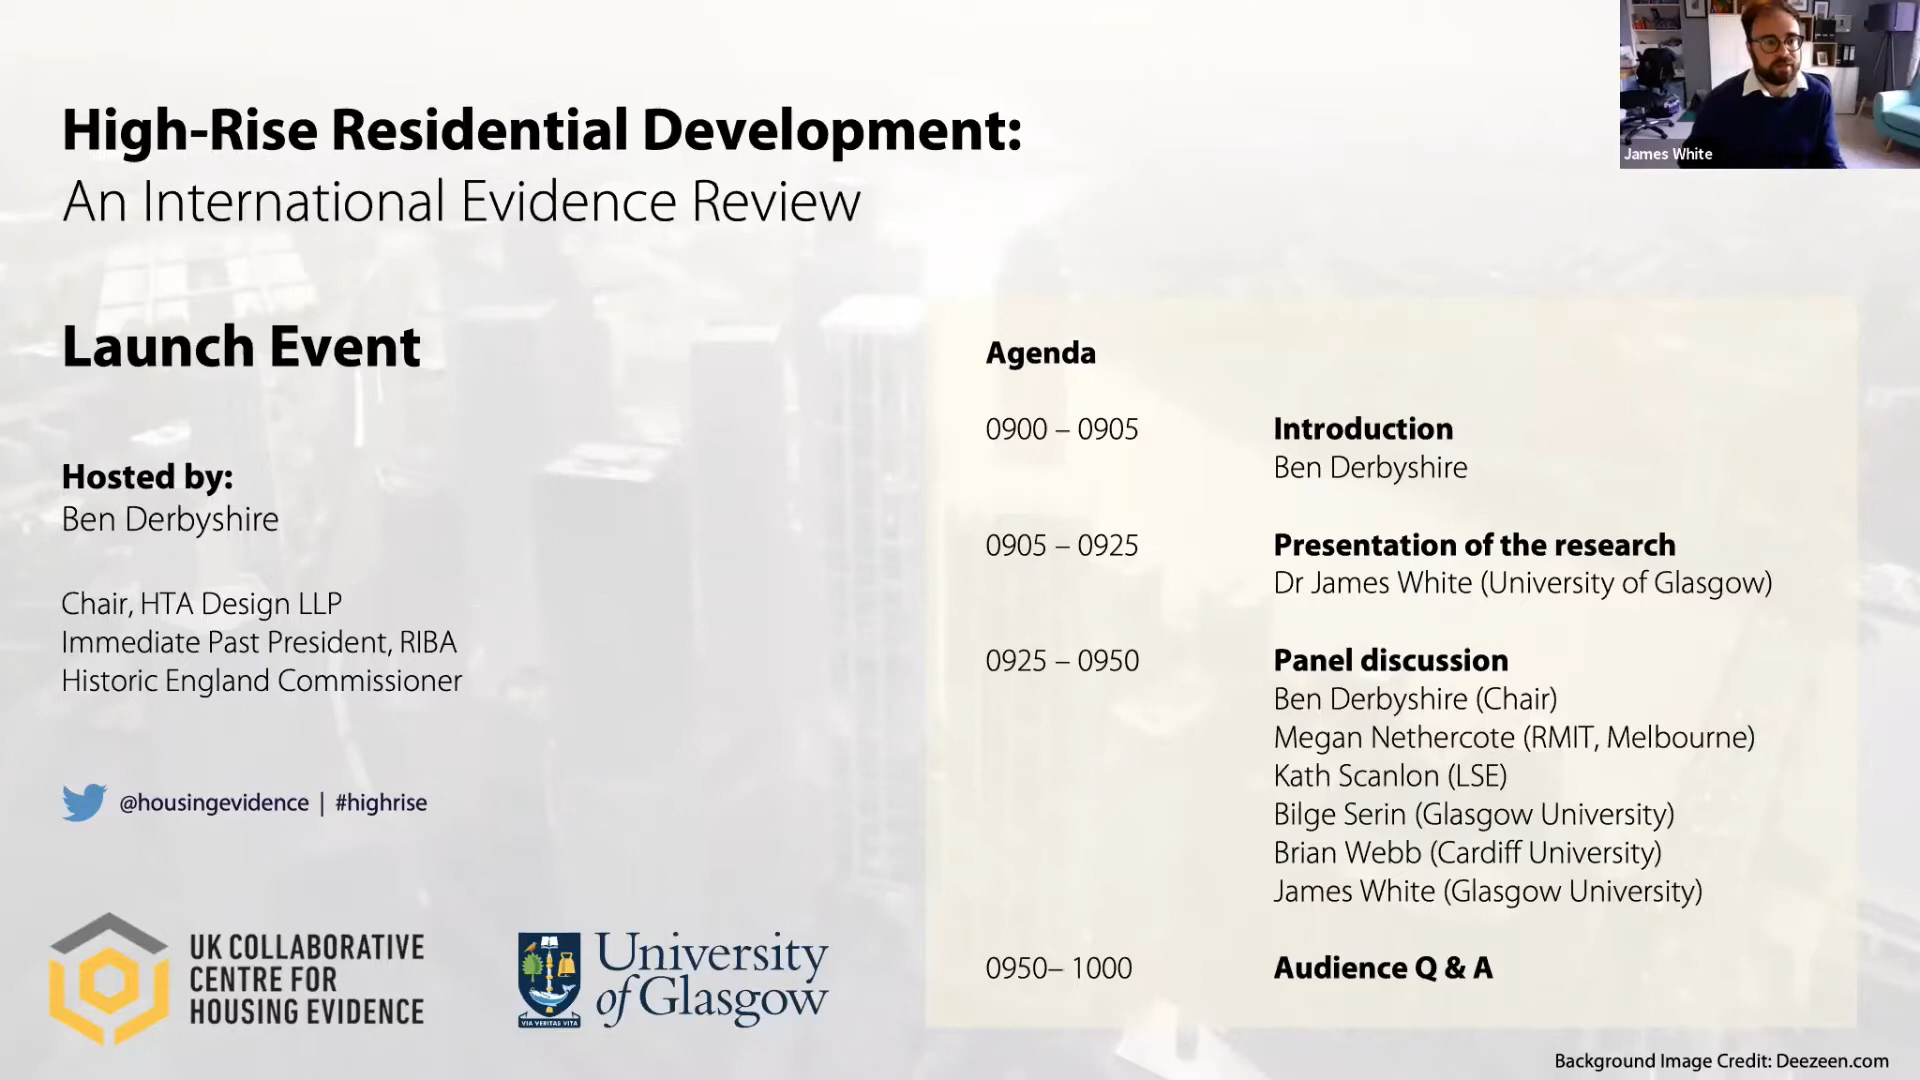 High-Rise Residential Development:
An International Evidence Review
James White
Launch Event
Hosted by:
Ben Derbyshire
Chair, HTA Design LLP
Immediate Past President, RIBA
Historic England Commissioner
@housingevidence | #highrise
UK COLLABORATIVE
CENTRE FOR
HOUSING EVIDENCE
University
of Glasgow
VIA VERITAS VITA
Agenda
0900 – 0905 Introduction
Ben Derbyshire
0905 – 0925 Presentation of the research
Dr James White (University of Glasgow)
0925 – 0950 Panel discussion
Ben Derbyshire (Chair)
Megan Nethercote (RMIT, Melbourne)
Kath Scanlon (LSE)
Bilge Serin (Glasgow University)
Brian Webb (Cardiff University)
James White (Glasgow University)
0950– 1000 Audience Q & A
Background Image Credit: Deezeen.com